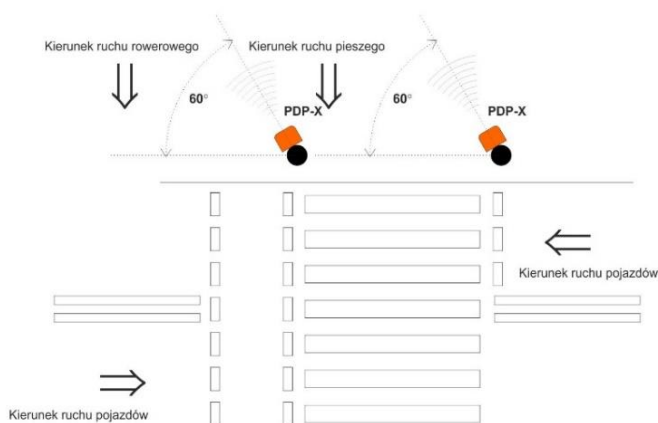 Kierunek ruchu rowerowego
Kierunek ruchu pieszego
60°
PDP-X
60°
PDP-X
Kierunek ruchu pojazdów
Kierunek ruchu pojazdów